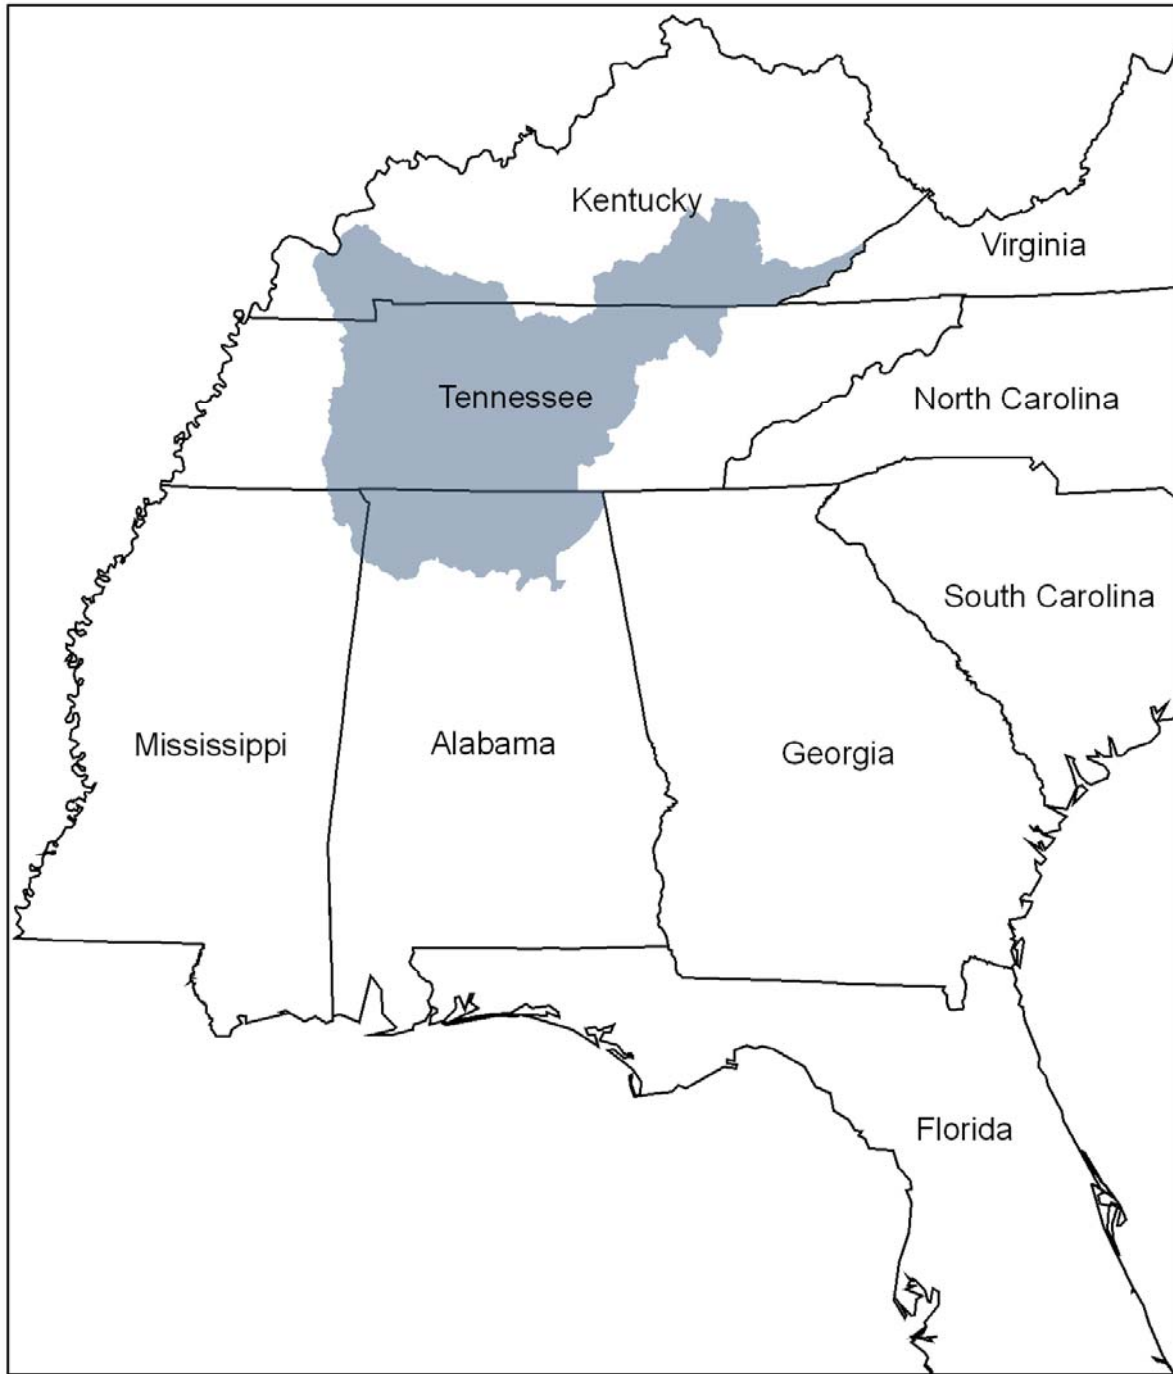 Kentucky
Virginia
Tennessee
North Carolina
South Carolina
Mississippi
Alabama
Georgia
Florida